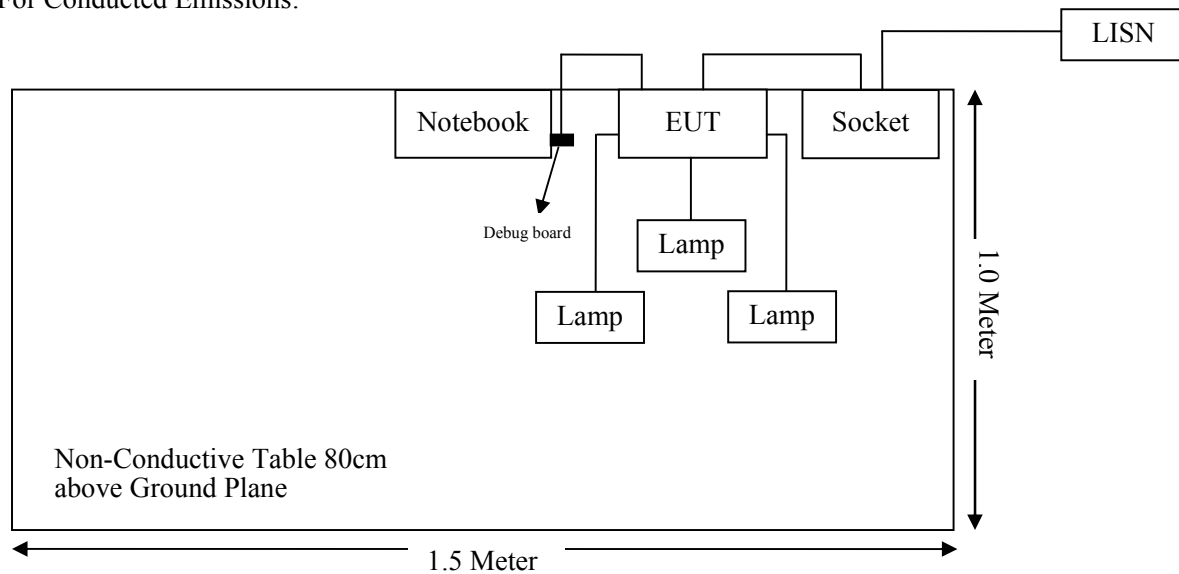 For Conducted Emissions:
LISN
Notebook
EUT
Socket
Debug board
Lamp
Lamp
Lamp
1.0 Meter
Non-Conductive Table 80cm
above Ground Plane
1.5 Meter